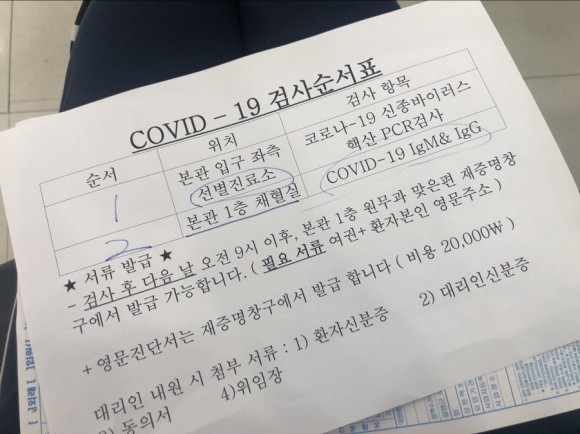 COVID - 19 검사순서표
순서 위치 검사 항목
1 본관 입구 좌측 선별진료소 코로나-19 신종바이러스 핵산 PCR검사
2 본관 1층 채혈실 COVID-19 IgM& IgG
★ 서류 발급 ★
- 검사 후 다음 날 오전 9시 이후, 본관 1층 원무과 맞은편 재증명창
구에서 발급 가능합니다.( 필요 서류 여권+ 환자본인 영문주소)
+ 영문진단서는 재증명창구에서 발급 합니다 ( 비용 20,000₩ )
대리인 내원 시 첨부 서류 : 1) 환자신분증 2) 대리인신분증
3) 동의서 4)위임장